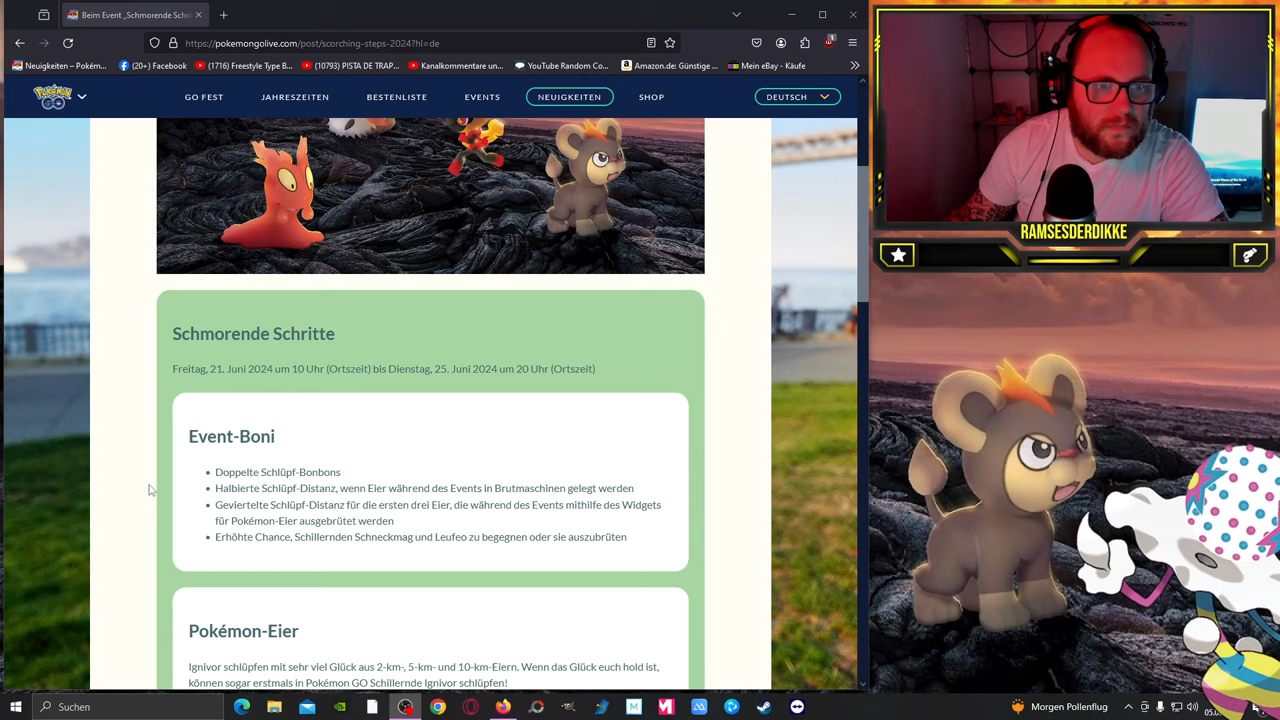 Beim Event „Schmorende Schri
https://pokemongolive.com/post/scorching-steps-2024?hl=de
Neuigkeiten – Pokém...
(20+) Facebook
(1716) Freestyle Type B...
(10793) PISTA DE TRAP...
Kanalkommentare un...
YouTube Random Co...
Amazon.de: Günstige ...
Mein eBay - Käufe
GO FEST
JAHRESZEITEN
BESTENLISTE
EVENTS
NEUIGKEITEN
SHOP
DEUTSCH
Schmorende Schritte
Freitag, 21. Juni 2024 um 10 Uhr (Ortszeit) bis Dienstag, 25. Juni 2024 um 20 Uhr (Ortszeit)
Event-Boni
• Doppelte Schlüpf-Bonbons
• Halbierte Schlüpf-Distanz, wenn Eier während des Events in Brutmaschinen gelegt werden
• Geviertelte Schlüpf-Distanz für die ersten drei Eier, die während des Events mithilfe des Widgets
für Pokémon-Eier ausgebrütet werden
• Erhöhte Chance, Schillernden Schneckmag und Leufeo zu begegnen oder sie auszubrüten
Pokémon-Eier
Ignivor schlüpfen mit sehr viel Glück aus 2-km-, 5-km- und 10-km-Eiern. Wenn das Glück euch hold ist,
können sogar erstmals in Pokémon GO Schillernde Ignivor schlüpfen!
RAMSESDERDIKKE
Suchen
Morgen Pollenflug